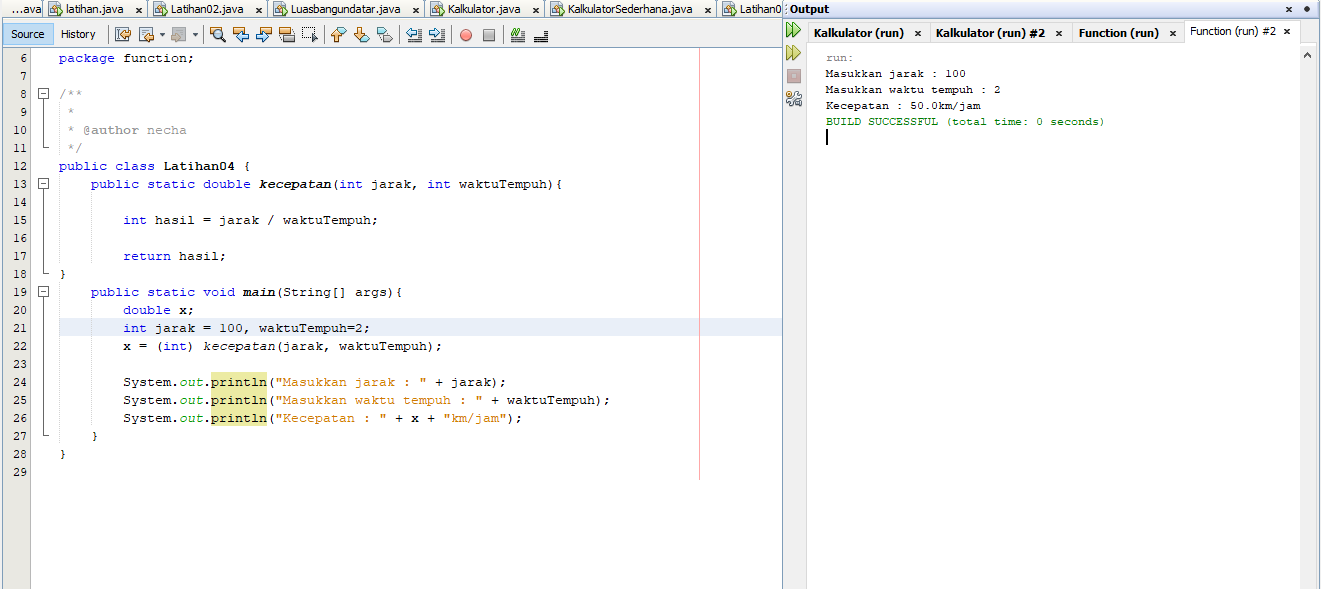 ...ava latihan.java × Latihan02.java × Luasbangundatar.java × Kalkulator.java × KalkulatorSederhana.java × Latihan0
Source History
6 package function;
7
8 /**
9 *
10 * @author necha
11 */
12 public class Latihan04 {
13 public static double kecepatan(int jarak, int waktuTempuh){
14
15 int hasil = jarak / waktuTempuh;
16
17 return hasil;
18 }
19 public static void main(String[] args){
20 double x;
21 int jarak = 100, waktuTempuh=2;
22 x = (int) kecepatan(jarak, waktuTempuh);
23
24 System.out.println("Masukkan jarak : " + jarak);
25 System.out.println("Masukkan waktu tempuh : " + waktuTempuh);
26 System.out.println("Kecepatan : " + x + "km/jam");
27 }
28 }
29
Output
Kalkulator (run) × Kalkulator (run) #2 × Function (run) × Function (run) #2 ×
run:
Masukkan jarak : 100
Masukkan waktu tempuh : 2
Kecepatan : 50.0km/jam
BUILD SUCCESSFUL (total time: 0 seconds)